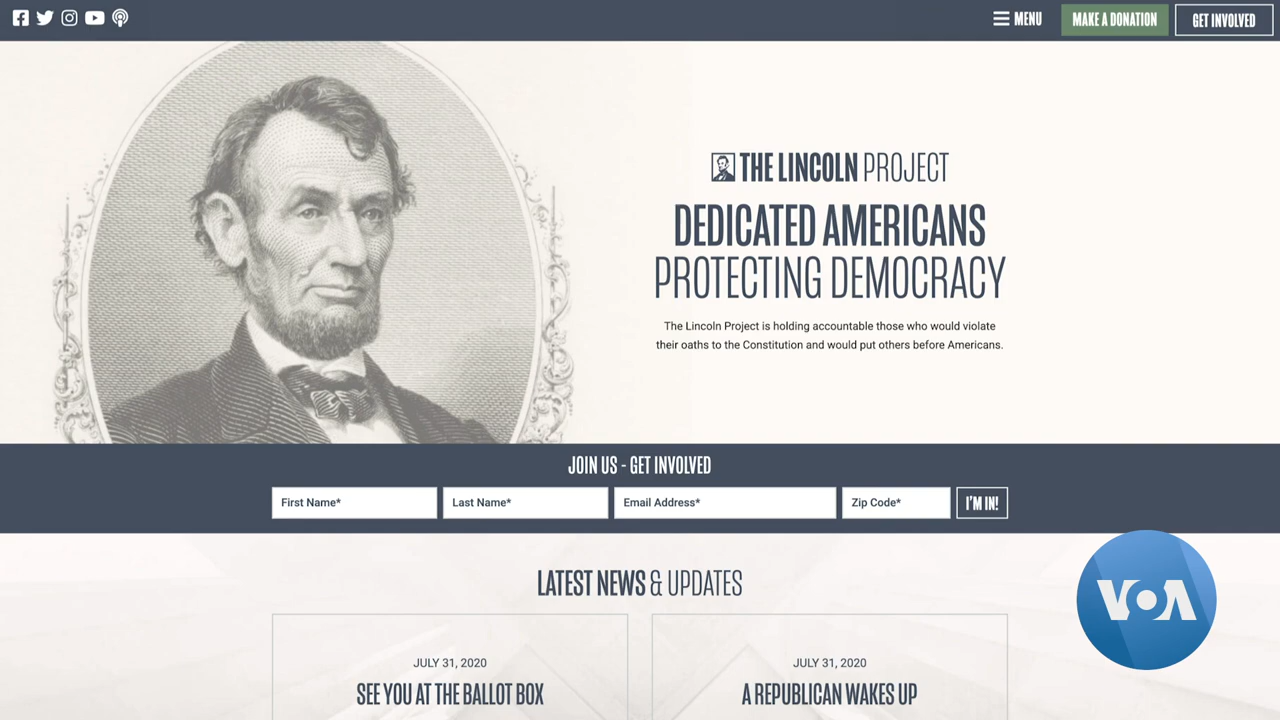 MENU
MAKE A DONATION
GET INVOLVED
THE LINCOLN PROJECT
DEDICATED AMERICANS
PROTECTING DEMOCRACY
The Lincoln Project is holding accountable those who would violate
their oaths to the Constitution and would put others before Americans.
JOIN US - GET INVOLVED
First Name*
Last Name*
Email Address*
Zip Code*
I'M IN!
LATEST NEWS & UPDATES
VOA
JULY 31, 2020
SEE YOU AT THE BALLOT BOX
JULY 31, 2020
A REPUBLICAN WAKES UP